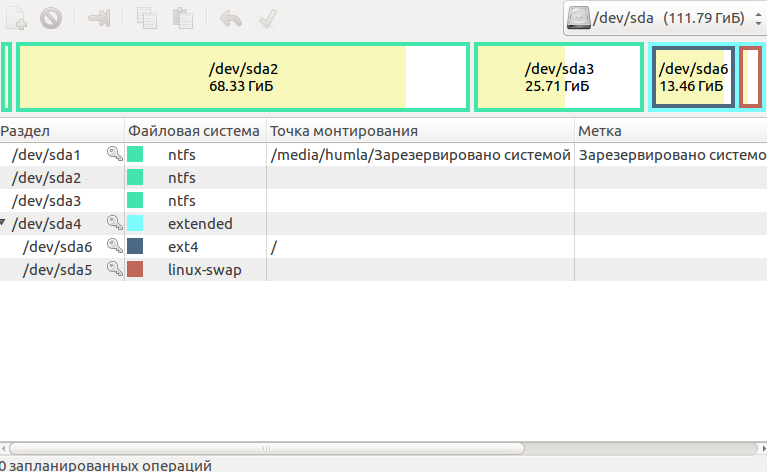 /dev/sda (111.79 ГиБ)
/dev/sda2
68.33 ГиБ
/dev/sda3
25.71 ГиБ
/dev/sda6
13.46 ГиБ
Раздел Файловая система Точка монтирования Метка
/dev/sda1 ntfs /media/humla/Зарезервировано системой Зарезервировано системо
/dev/sda2 ntfs
/dev/sda3 ntfs
/dev/sda4 extended
/dev/sda6 ext4 /
/dev/sda5 linux-swap
0 запланированных операций